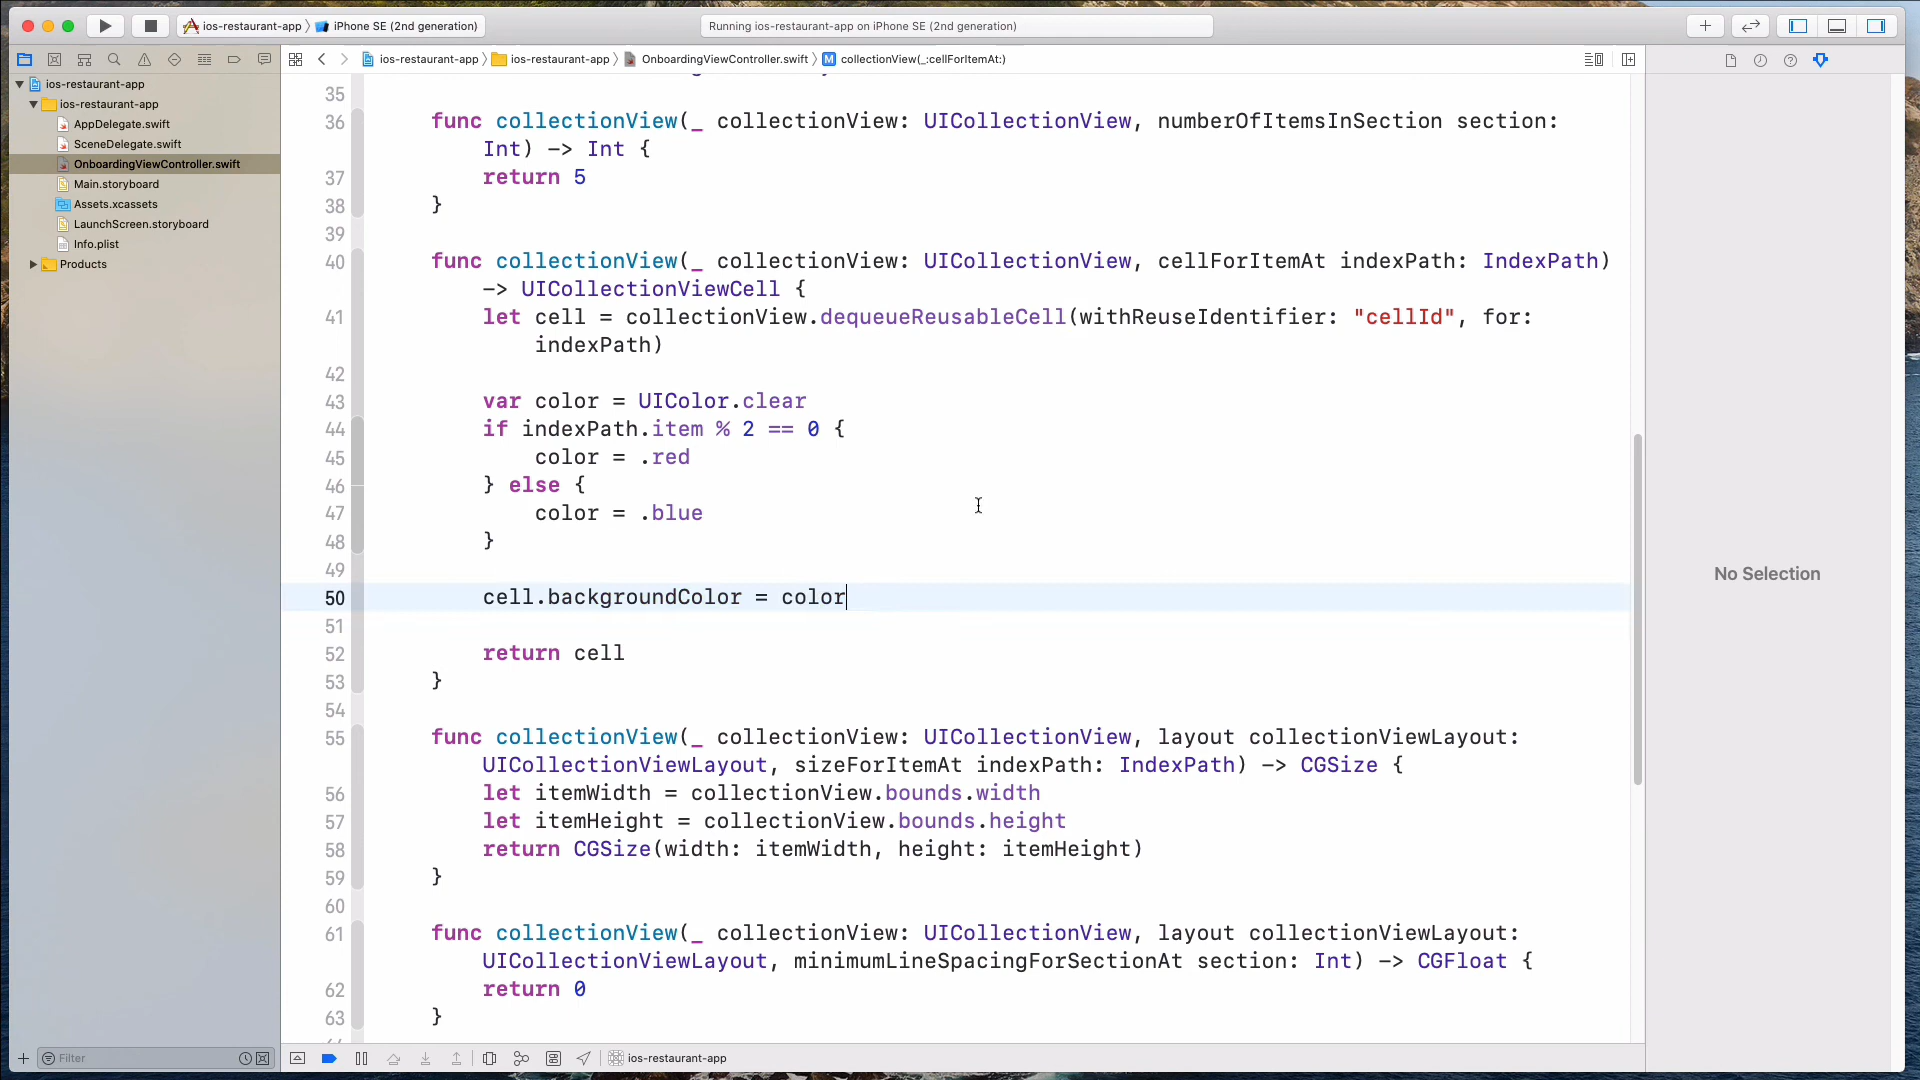 ios-restaurant-app
iPhone SE (2nd generation)
Running ios-restaurant-app on iPhone SE (2nd generation)
ios-restaurant-app
ios-restaurant-app
OnboardingViewController.swift
collectionView(_:cellForItemAt:)
ios-restaurant-app
ios-restaurant-app
AppDelegate.swift
SceneDelegate.swift
OnboardingViewController.swift
Main.storyboard
Assets.xcassets
LaunchScreen.storyboard
Info.plist
Products
35
36 func collectionView(_ collectionView: UICollectionView, numberOfItemsInSection section:
Int) -> Int {
37 return 5
38 }
39
40 func collectionView(_ collectionView: UICollectionView, cellForItemAt indexPath: IndexPath)
-> UICollectionViewCell {
41 let cell = collectionView.dequeueReusableCell(withReuseIdentifier: "cellId", for:
indexPath)
42
43 var color = UIColor.clear
44 if indexPath.item % 2 == 0 {
45 color = .red
46 } else {
47 color = .blue
48 }
49
50 cell.backgroundColor = color
51
52 return cell
53 }
54
55 func collectionView(_ collectionView: UICollectionView, layout collectionViewLayout:
UICollectionViewLayout, sizeForItemAt indexPath: IndexPath) -> CGSize {
56 let itemWidth = collectionView.bounds.width
57 let itemHeight = collectionView.bounds.height
58 return CGSize(width: itemWidth, height: itemHeight)
59 }
60
61 func collectionView(_ collectionView: UICollectionView, layout collectionViewLayout:
UICollectionViewLayout, minimumLineSpacingForSectionAt section: Int) -> CGFloat {
62 return 0
63 }
No Selection
Filter
ios-restaurant-app